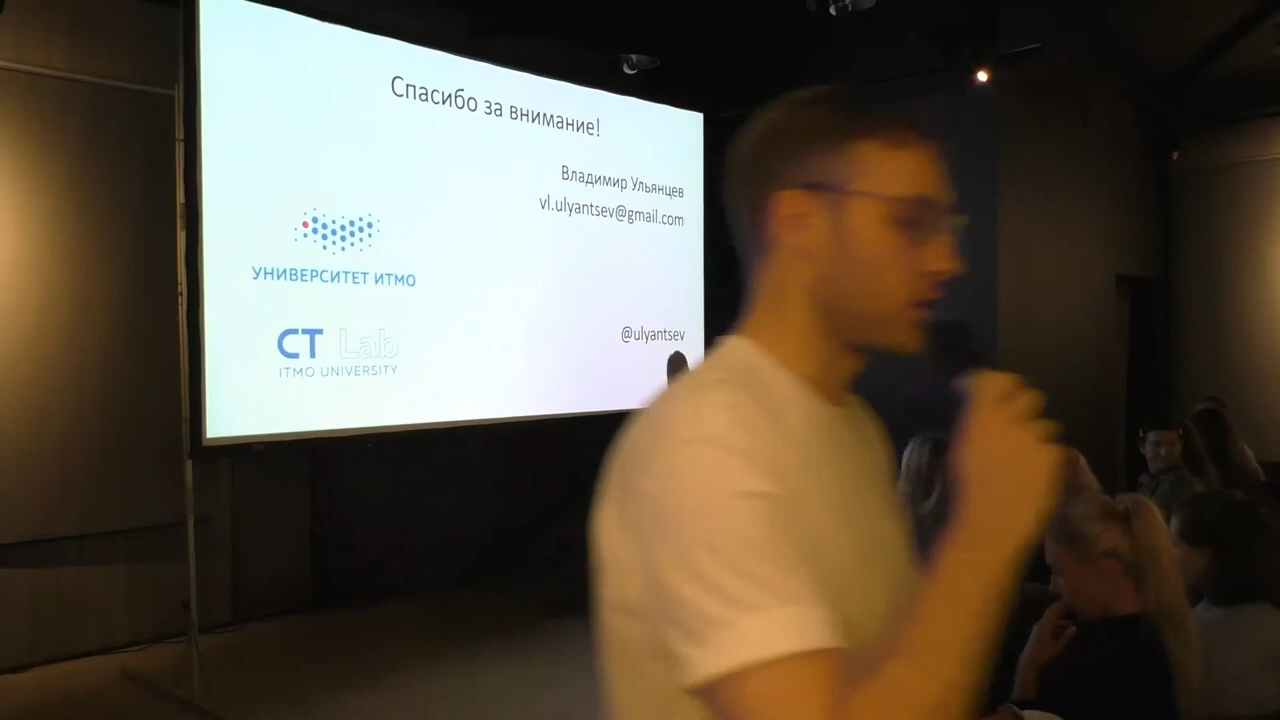 Спасибо за внимание!
Владимир Ульянцев
vl.ulyantsev@gmail.com
УНИВЕРСИТЕТ ИТМО
@ulyantsev
CT Lab
ITMO UNIVERSITY